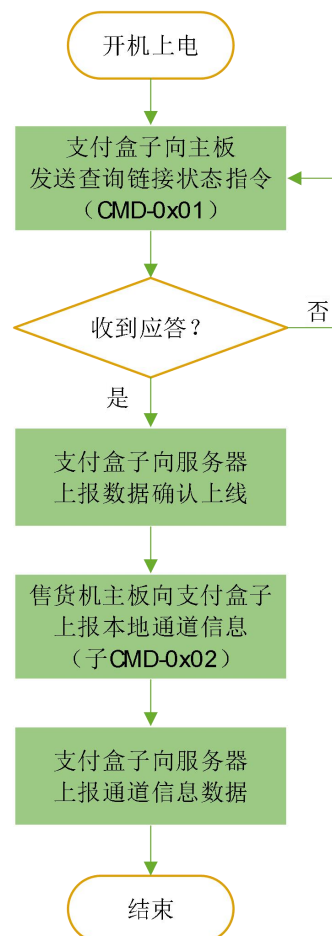 开机上电
支付盒子向主板
发送查询链接状态指令
（CMD-0x01）
收到应答？
否
是
支付盒子向服务器
上报数据确认上线
售货机主板向支付盒子
上报本地通道信息
（子CMD-0x02）
支付盒子向服务器
上报通道信息数据
结束